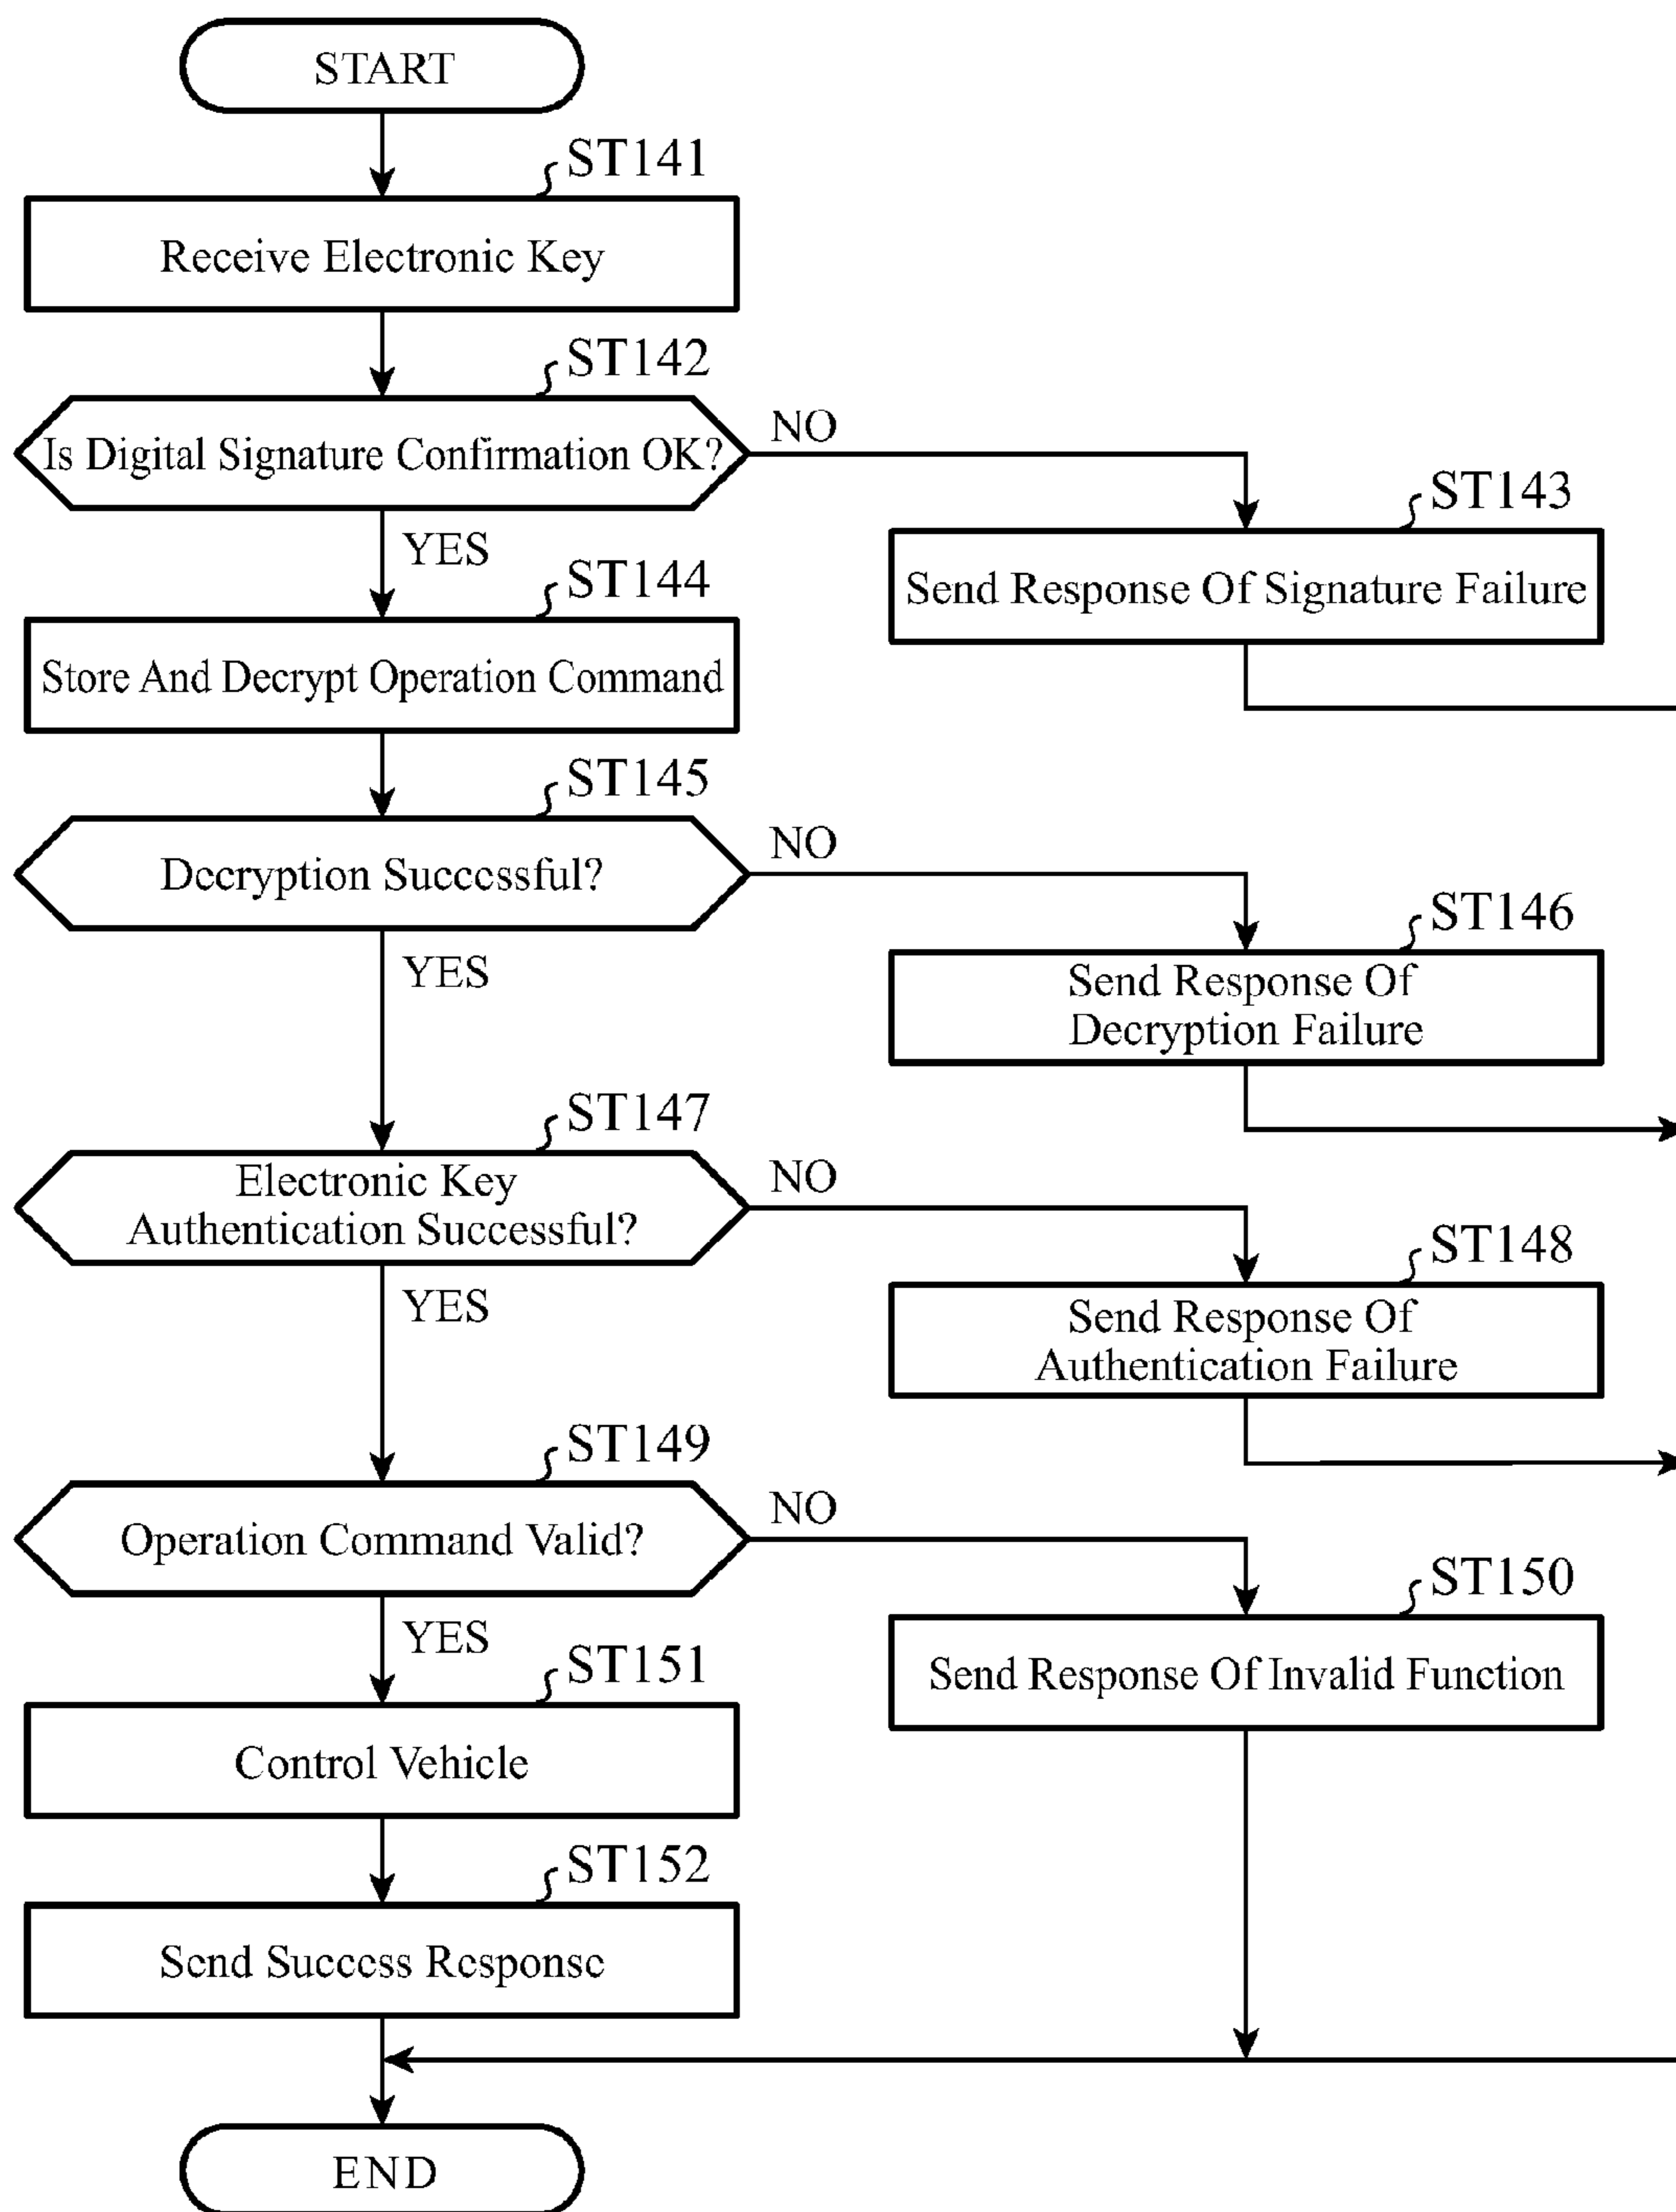 START
ST141
Receive Electronic Key
ST142
Is Digital Signature Confirmation OK?
NO
ST143
Send Response Of Signature Failure
YES
ST144
Store And Decrypt Operation Command
ST145
Decryption Successful?
NO
ST146
Send Response Of
Decryption Failure
YES
ST147
Electronic Key
Authentication Successful?
NO
ST148
Send Response Of
Authentication Failure
YES
ST149
Operation Command Valid?
NO
ST150
Send Response Of Invalid Function
YES
ST151
Control Vehicle
ST152
Send Success Response
END